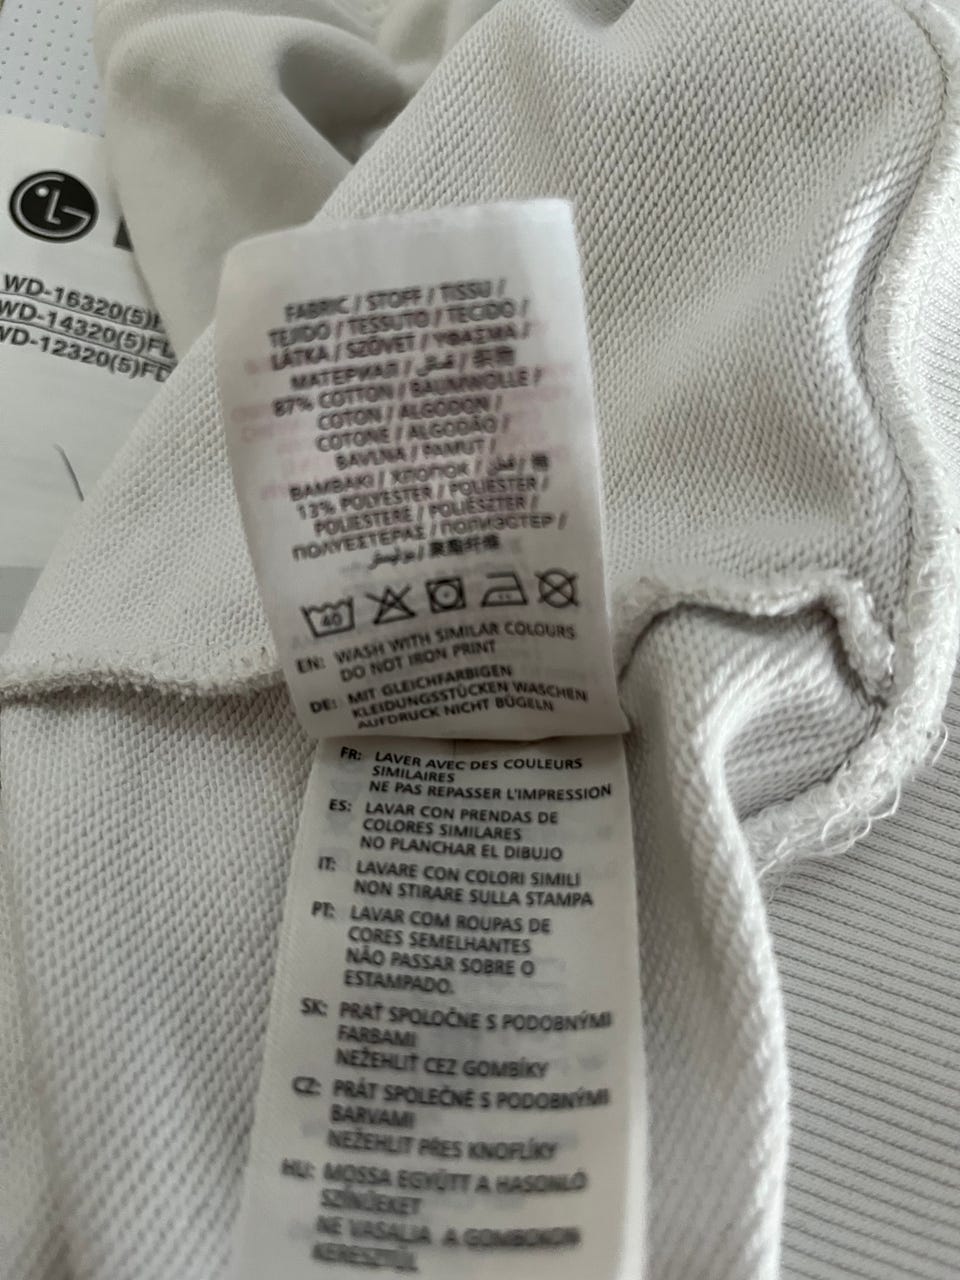 LG
WD-16320(5)
WD-14320(5)FD
WD-12320(5)FD
FABRIC / STOFF / TISSU /
TEJIDO / TESSUTO / TECIDO /
LÁTKA / SZÖVET / ΥΦΑΣΜΑ /
МАТЕРИАЛ /
87% COTTON / BAUMWOLLE /
COTON / ALGODON /
COTONE / ALGODÃO /
BAVLNA / PAMUT /
BAMBAKI / ХЛОПОК /
13% POLYESTER / POLIESTER /
POLIESTERE / POLIÉSZTER /
ΠΟΛΥΕΣΤΕΡΑΣ / ПОЛИЭСТЕР /
聚酯纤维
40
EN: WASH WITH SIMILAR COLOURS
DO NOT IRON PRINT
DE: MIT GLEICHFARBIGEN
KLEIDUNGSSTÜCKEN WASCHEN
AUFDRUCK NICHT BÜGELN
FR: LAVER AVEC DES COULEURS
SIMILAIRES
NE PAS REPASSER L'IMPRESSION
ES: LAVAR CON PRENDAS DE
COLORES SIMILARES
NO PLANCHAR EL DIBUJO
IT: LAVARE CON COLORI SIMILI
NON STIRARE SULLA STAMPA
PT: LAVAR COM ROUPAS DE
CORES SEMELHANTES
NÃO PASSAR SOBRE O
ESTAMPADO.
SK: PRAŤ SPOLOČNE S PODOBNÝMI
FARBAMI
NEŽEHLIŤ CEZ GOMBÍKY
CZ: PRÁT SPOLEČNĚ S PODOBNÝMI
BARVAMI
NEŽEHLIT PŘES KNOFLÍKY
HU: MOSSA EGYÜTT A HASONLÓ
SZÍNŰEKET
NE VASALJA A GOMBOKON
KERESZTÜL